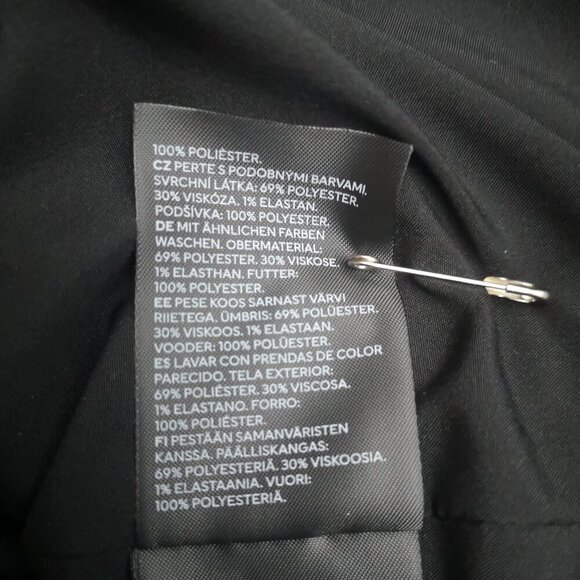 100% POLIÉSTER.
CZ PERTE S PODOBNÝMI BARVAMI.
SVRCHNÍ LÁTKA: 69% POLYESTER.
30% VISKÓZA. 1% ELASTAN.
PODŠÍVKA: 100% POLYESTER.
DE MIT ÄHNLICHEN FARBEN
WASCHEN. OBERMATERIAL:
69% POLYESTER. 30% VISKOSE.
1% ELASTHAN. FUTTER:
100% POLYESTER.
EE PESE KOOS SARNAST VÄRVI
RIIETEGA. ÜMBRIS: 69% POLÜESTER.
30% VISKOOS. 1% ELASTAAN.
VOODER: 100% POLÜESTER.
ES LAVAR CON PRENDAS DE COLOR
PARECIDO. TELA EXTERIOR:
69% POLIÉSTER. 30% VISCOSA.
1% ELASTANO. FORRO:
100% POLIÉSTER.
FI PESTÄÄN SAMANVÄRISTEN
KANSSA. PÄÄLLISKANGAS:
69% POLYESTERIÄ. 30% VISKOOSIA.
1% ELASTAANIA. VUORI:
100% POLYESTERIÄ.